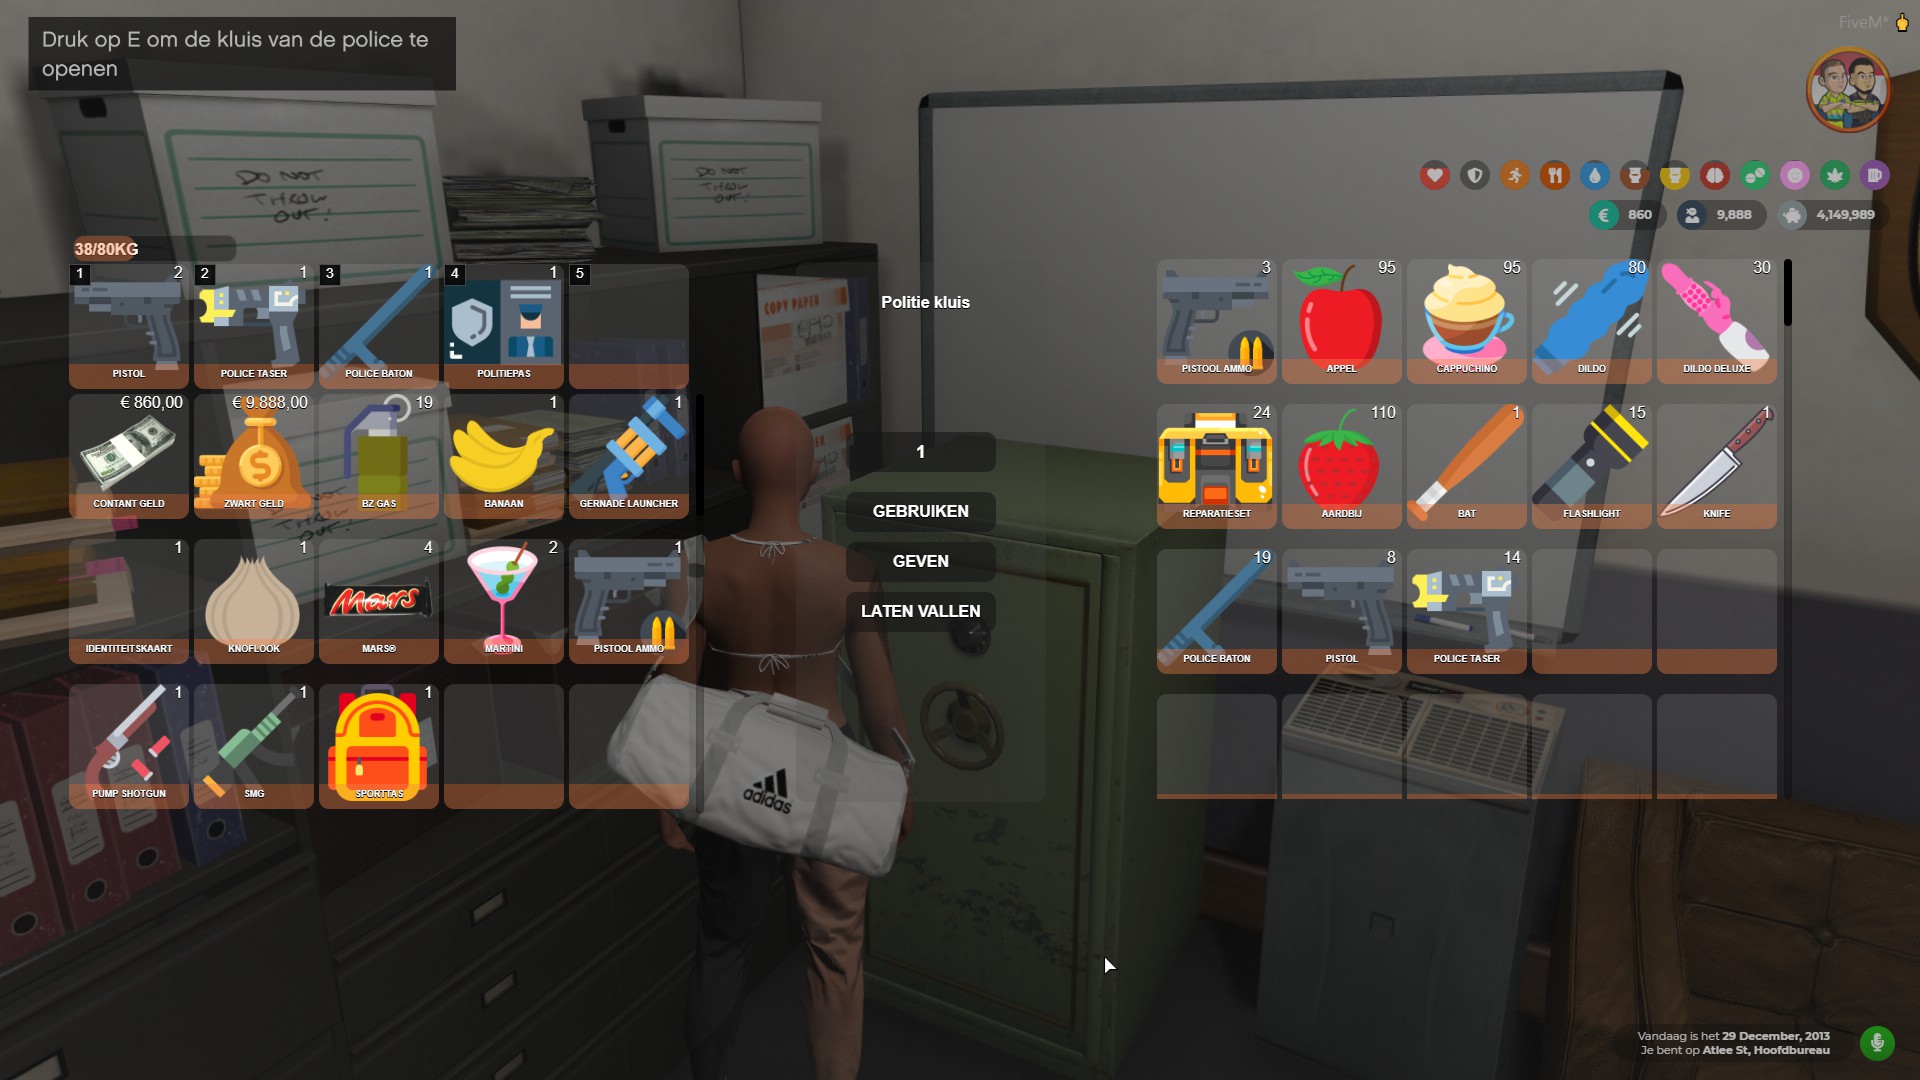 Druk op E om de kluis van de police te
openen
FiveM®
DO NOT
THROW
OUT!
DO NOT
THROW
OUT!
860
9,888
4,149,989
38/80KG
1 2
2 1
3 1
4 1
5
PISTOL
POLICE TASER
POLICE BATON
POLITIEPAS
€ 860,00
€ 9.888,00
19
1
1
CONTANT GELD
ZWART GELD
BZ GAS
BANAAN
GERNADE LAUNCHER
1
1
4
2
1
Mars
IDENTITEITSKAART
KNOFLOOK
MARS®
MARTINI
PISTOOL AMMO
1
1
1
PUMP SHOTGUN
SMG
SPORTTAS
COPY PAPER
Politie kluis
1
GEBRUIKEN
GEVEN
LATEN VALLEN
adidas
3
95
95
80
30
PISTOOL AMMO
APPEL
CAPPUCHINO
DILDO
DILDO DELUXE
24
110
1
15
1
REPARATIESET
AARDBIJ
BAT
FLASHLIGHT
KNIFE
19
8
14
POLICE BATON
PISTOL
POLICE TASER
Vandaag is het 29 December, 2013
Je bent op Atlee St, Hoofdbureau